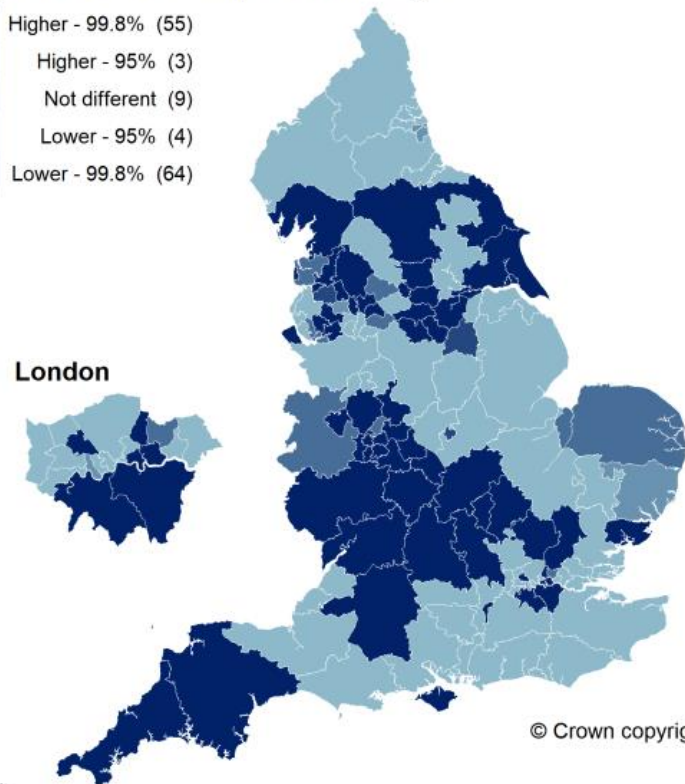 Higher - 99.8% (55)
Higher - 95% (3)
Not different (9)
Lower - 95% (4)
Lower - 99.8% (64)
London
© Crown copyrig